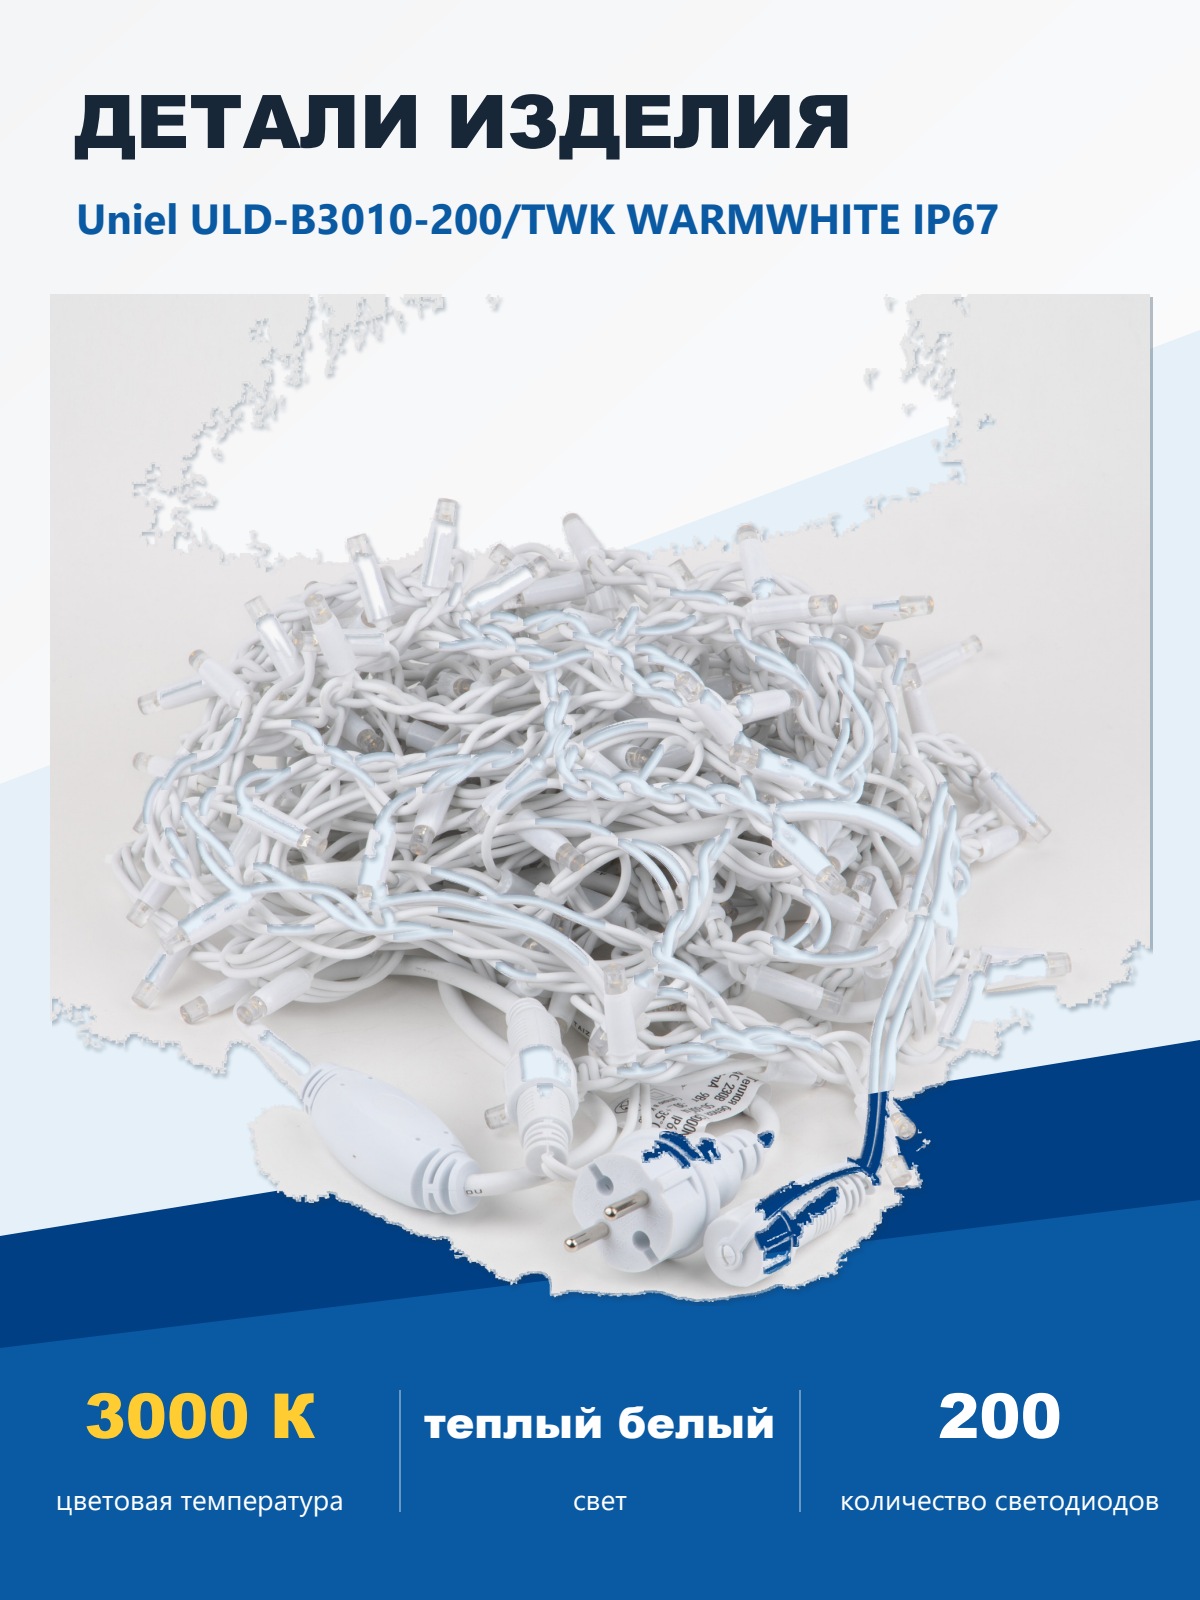 ДЕТАЛИ ИЗДЕЛИЯ
Uniel ULD-B3010-200/TWK WARMWHITE IP67
3000 К
цветовая температура
теплый белый
свет
200
количество светодиодов